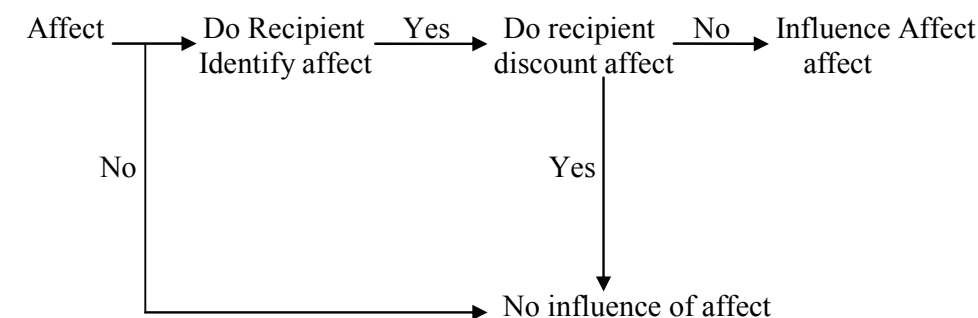 Affect
Do Recipient
Identify affect
Yes
Do recipient
discount affect
No
Influence Affect
affect
No
Yes
No influence of affect